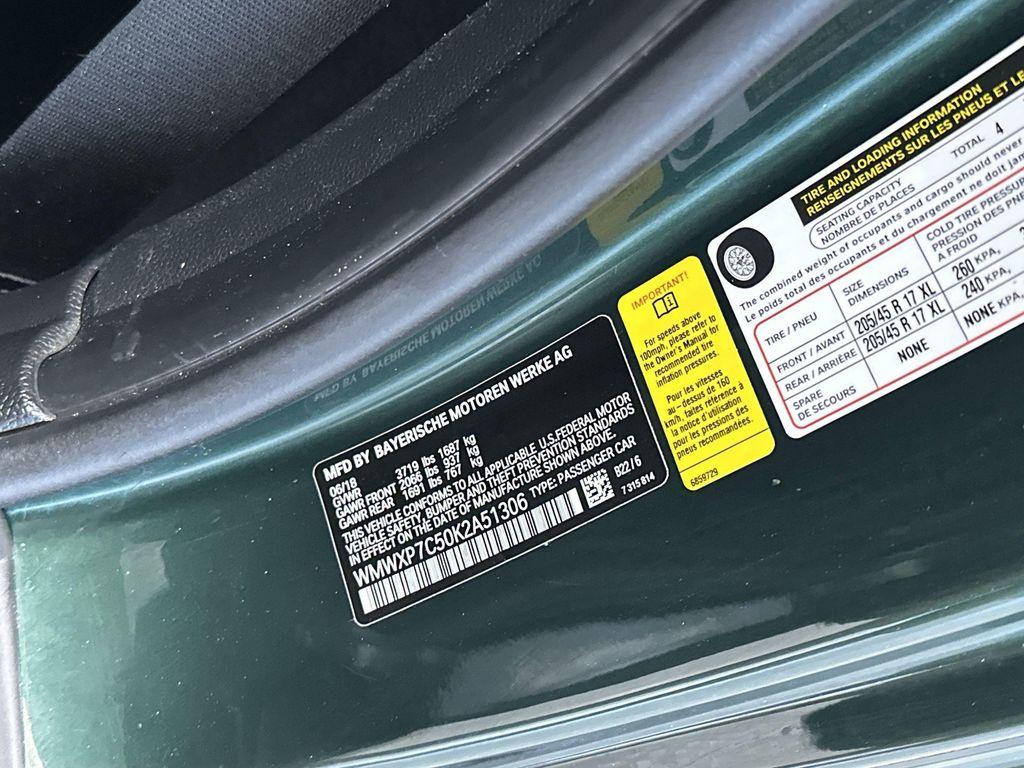 MFD BY BAYERISCHE MOTOREN WERKE AG
08/18
GVWR 3719 lbs 1687 kg
GAWR FRONT 2066 lbs 937 kg
GAWR REAR 1691 lbs 767 kg
THIS VEHICLE CONFORMS TO ALL APPLICABLE U.S.FEDERAL MOTOR
VEHICLE SAFETY, BUMPER AND THEFT PREVENTION STANDARDS
IN EFFECT ON THE DATE OF MANUFACTURE SHOWN ABOVE.
WMWXP7C50K2A51306 TYPE: PASSENGER CAR
B22/6
7 315 814
IMPORTANT!
For speeds above
100mph, please refer to
the Owner's Manual for
recommended tire
inflation pressures.
Pour les vitesses
au-dessus de 160
km/h, faites référence à
la notice d'utilisation
pour les pressions des
pneus recommandées.
6859729
TIRE AND LOADING INFORMATION
RENSEIGNEMENTS SUR LES PNEUS ET LE
SEATING CAPACITY
NOMBRE DE PLACES
TOTAL 4
The combined weight of occupants and cargo should never
Le poids total des occupants et du chargement ne doit
TIRE / PNEU
SIZE
DIMENSIONS
COLD TIRE
PRESSION DES
A FROID
FRONT / AVANT 205/45 R 17 XL 260 KPA,
REAR / ARRIÈRE 205/45 R 17 XL 240 KPA,
SPARE
DE SECOURS
NONE NONE KPA,